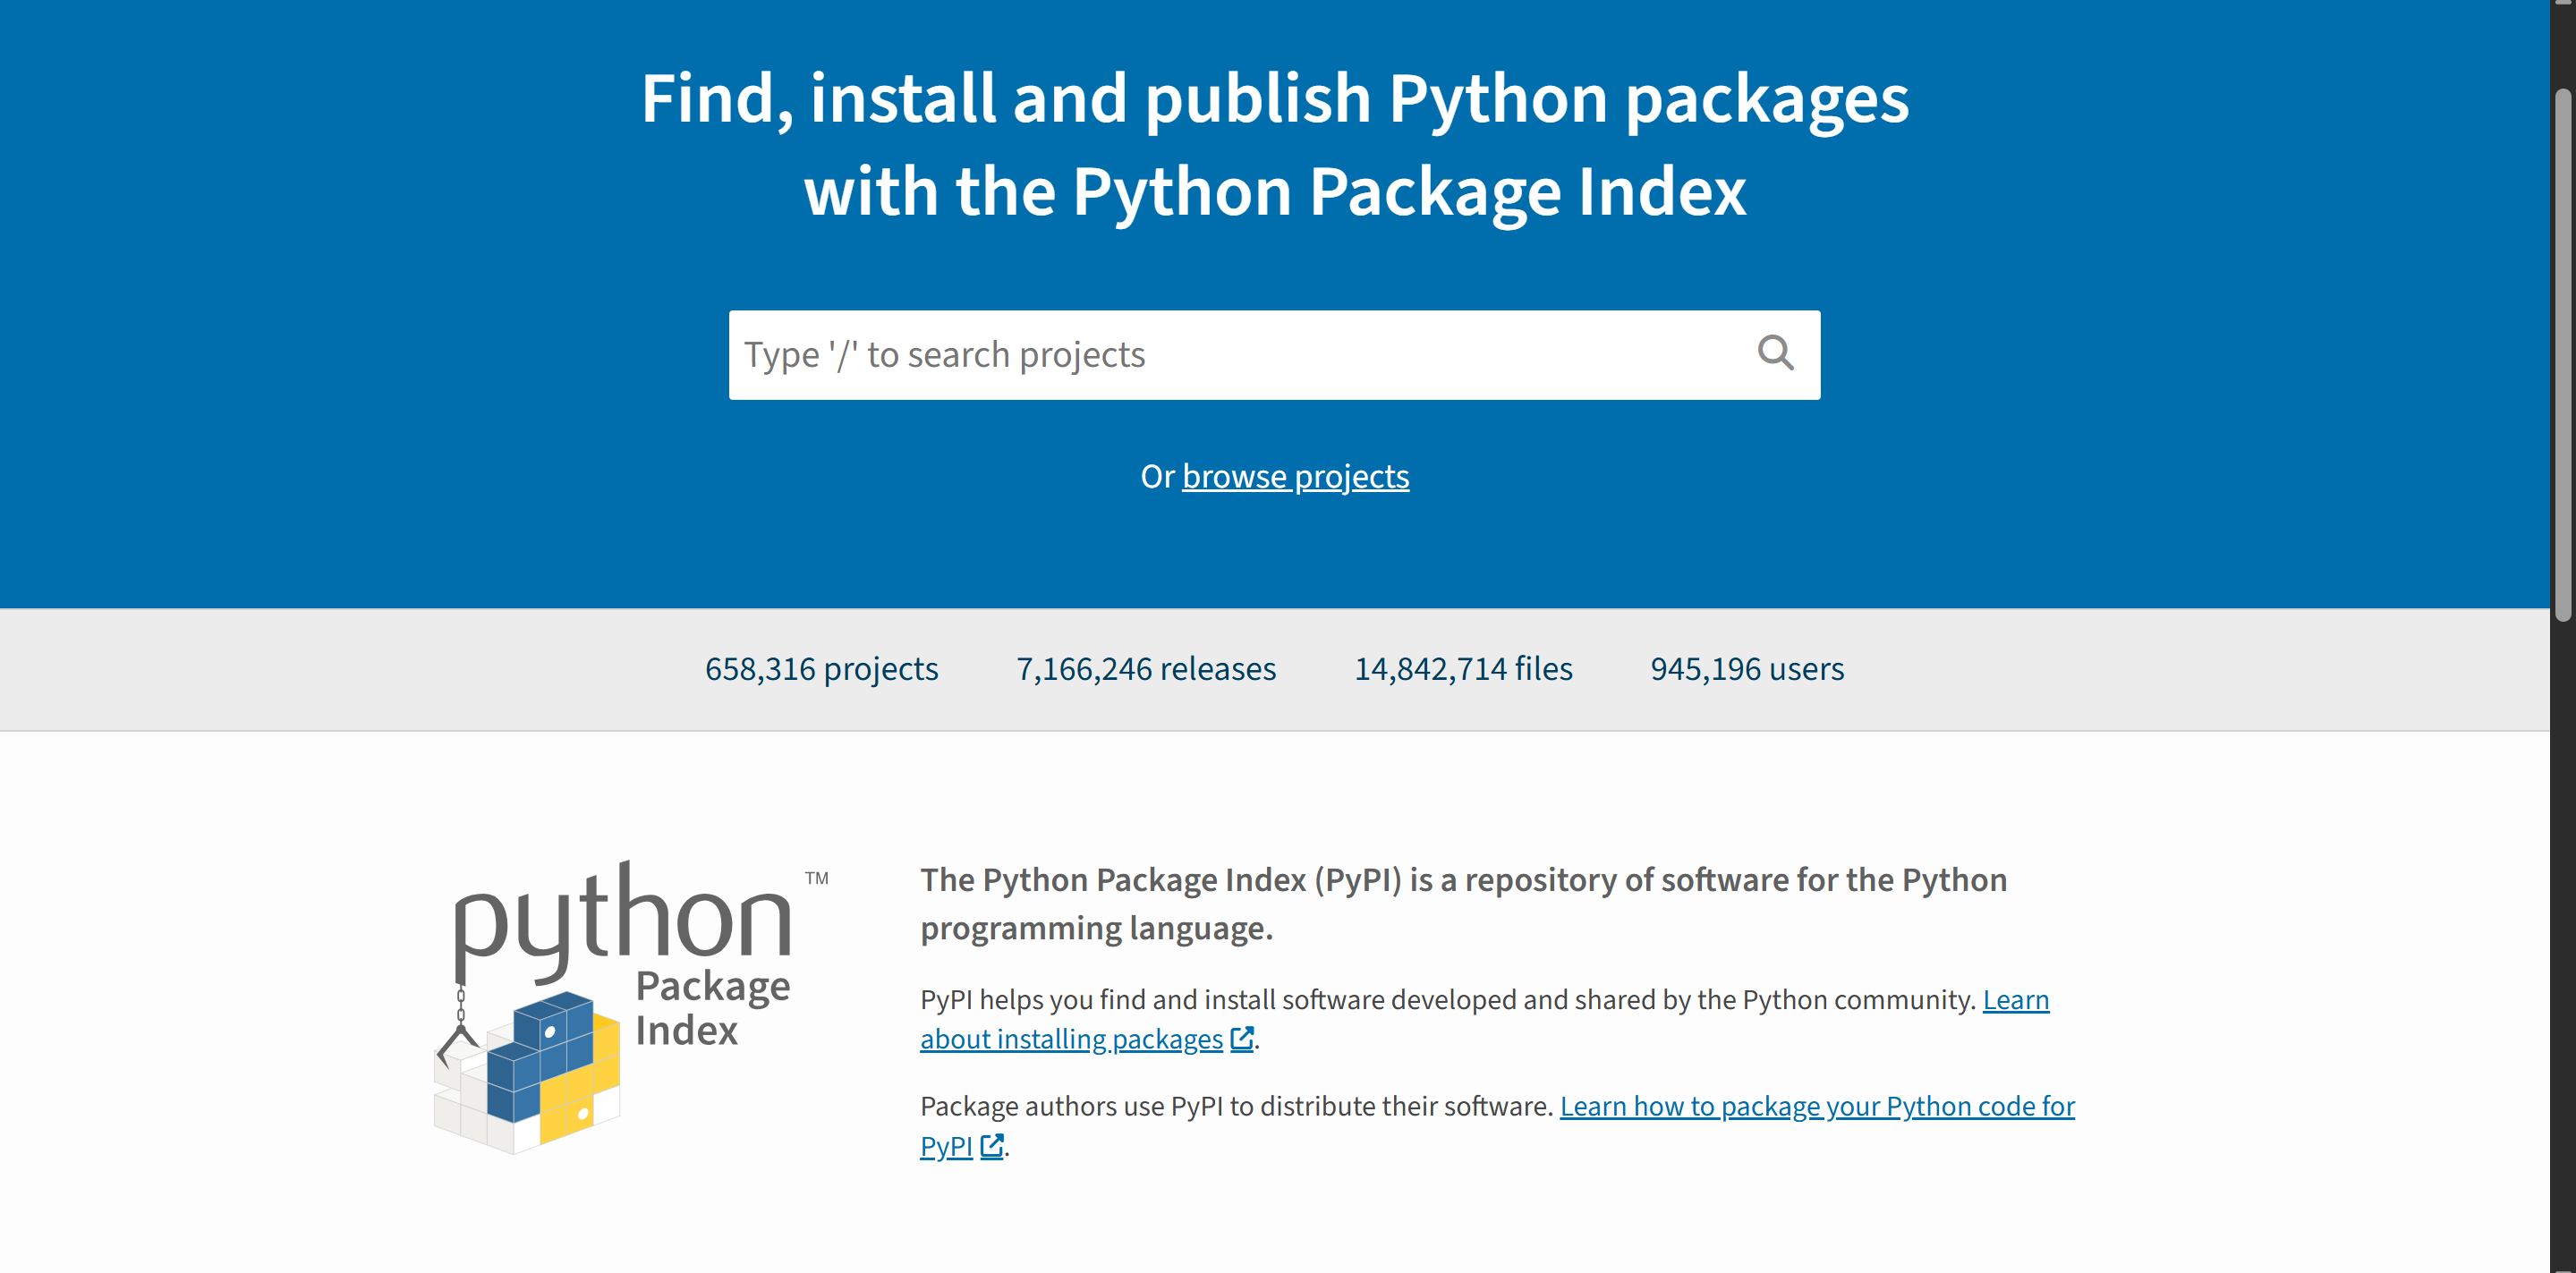 Find, install and publish Python packages
with the Python Package Index
Type '/' to search projects
Or browse projects
658,316 projects 7,166,246 releases 14,842,714 files 945,196 users
python™
Package
Index
The Python Package Index (PyPI) is a repository of software for the Python
programming language.
PyPI helps you find and install software developed and shared by the Python community. Learn
about installing packages.
Package authors use PyPI to distribute their software. Learn how to package your Python code for
PyPI.